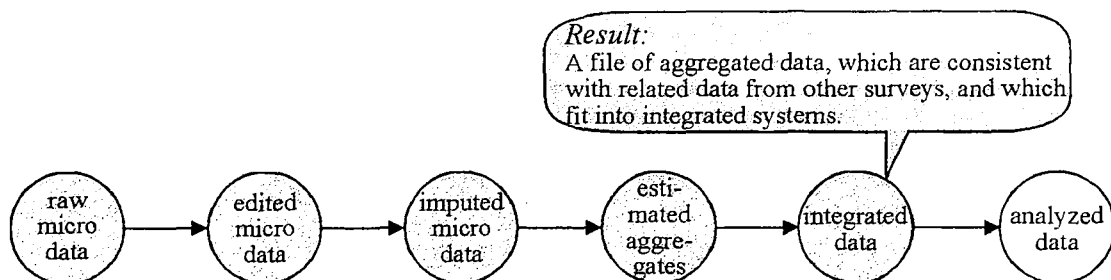 Result:
A file of aggregated data, which are consistent
with related data from other surveys, and which
fit into integrated systems.
raw
micro
data
edited
micro
data
imputed
micro data
esti-
mated
aggre-
gates
integrated
data
analyzed
data